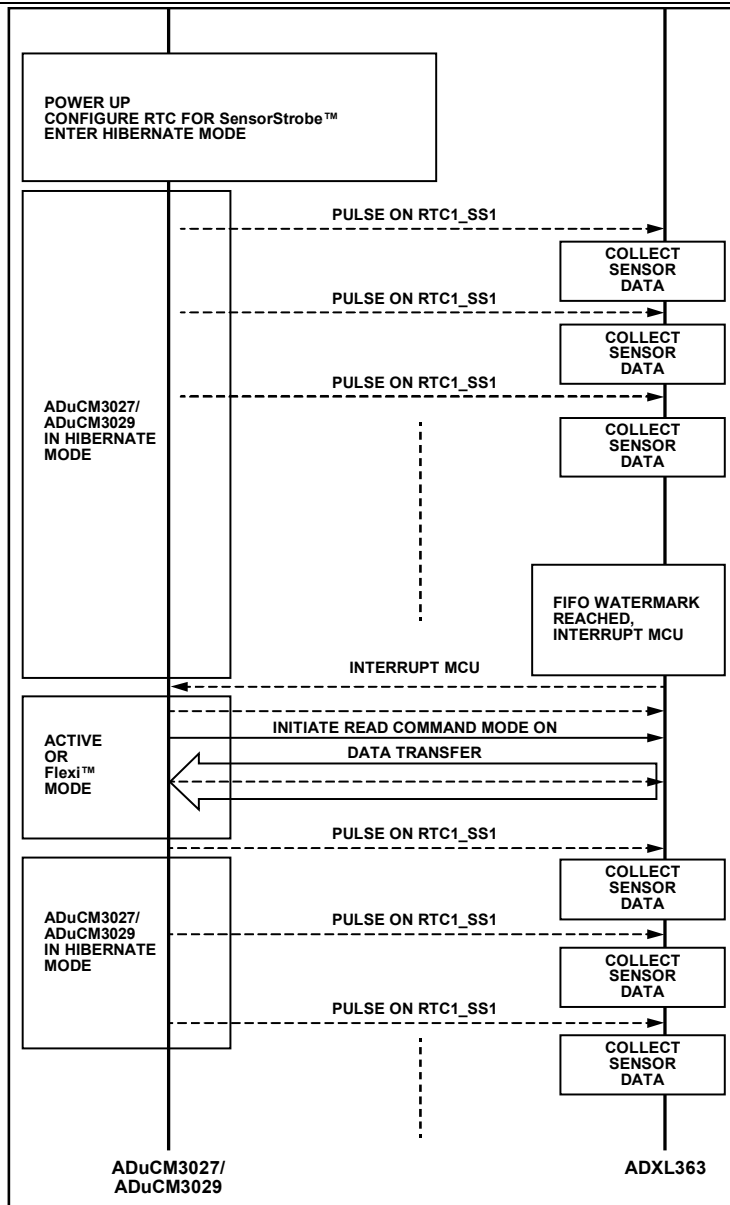 POWER UP
CONFIGURE RTC FOR SensorStrobe™
ENTER HIBERNATE MODE
PULSE ON RTC1_SS1
COLLECT
SENSOR
DATA
PULSE ON RTC1_SS1
COLLECT
SENSOR
DATA
PULSE ON RTC1_SS1
ADuCM3027/
ADuCM3029
IN HIBERNATE
MODE
COLLECT
SENSOR
DATA
FIFO WATERMARK
REACHED,
INTERRUPT MCU
INTERRUPT MCU
INITIATE READ COMMAND MODE ON
ACTIVE
OR
Flexi™
MODE
DATA TRANSFER
PULSE ON RTC1_SS1
COLLECT
SENSOR
DATA
ADuCM3027/
ADuCM3029
IN HIBERNATE
MODE
PULSE ON RTC1_SS1
COLLECT
SENSOR
DATA
PULSE ON RTC1_SS1
COLLECT
SENSOR
DATA
ADuCM3027/
ADuCM3029
ADXL363